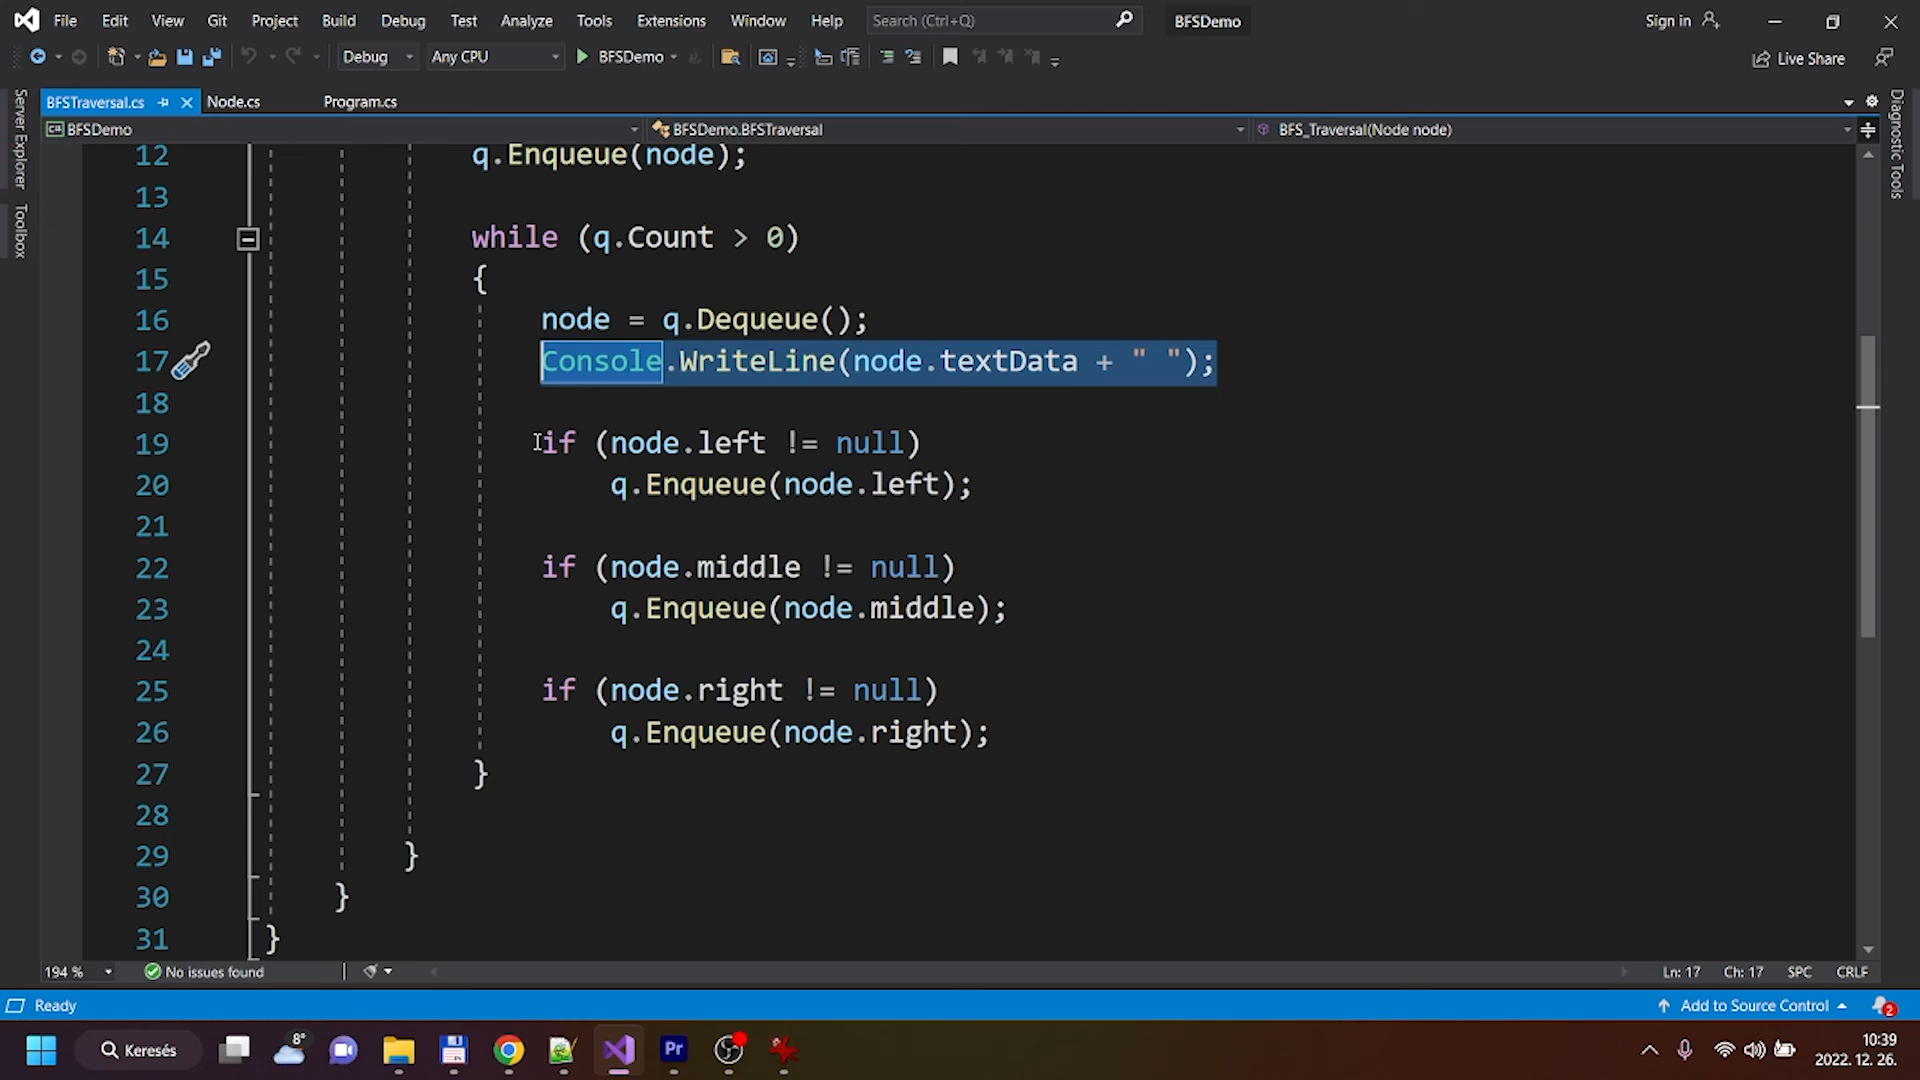 File Edit View Git Project Build Debug Test Analyze Tools Extensions Window Help Search (Ctrl+Q) BFSDemo Sign in
Debug Any CPU BFSDemo Live Share
BFSTraversal.cs Node.cs Program.cs
BFSDemo BFSDemo.BFSTraversal BFS_Traversal(Node node)
Server Explorer
Toolbox
Diagnostic Tools
12 q.Enqueue(node);
13
14 while (q.Count > 0)
15 {
16 node = q.Dequeue();
17 Console.WriteLine(node.textData + " ");
18
19 if (node.left != null)
20 q.Enqueue(node.left);
21
22 if (node.middle != null)
23 q.Enqueue(node.middle);
24
25 if (node.right != null)
26 q.Enqueue(node.right);
27 }
28
29 }
30 }
31 }
194 % No issues found Ln: 17 Ch: 17 SPC CRLF
Ready Add to Source Control 2
Keresés 8° Pr 10:39
2022. 12. 26.